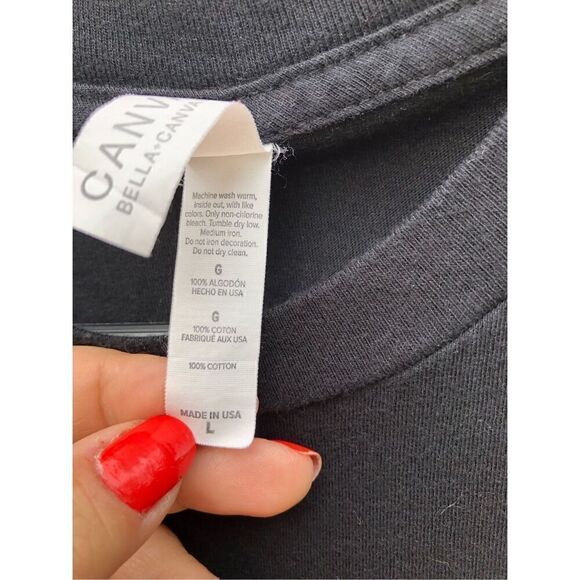 CANV
BELLA+CANVA
Machine wash warm,
inside out, with like
colors. Only non-chlorine
bleach. Tumble dry low.
Medium iron.
Do not iron decoration.
Do not dry clean.
G
100% ALGODÓN
HECHO EN USA
G
100% COTON
FABRIQUÉ AUX USA
100% COTTON
MADE IN USA
L